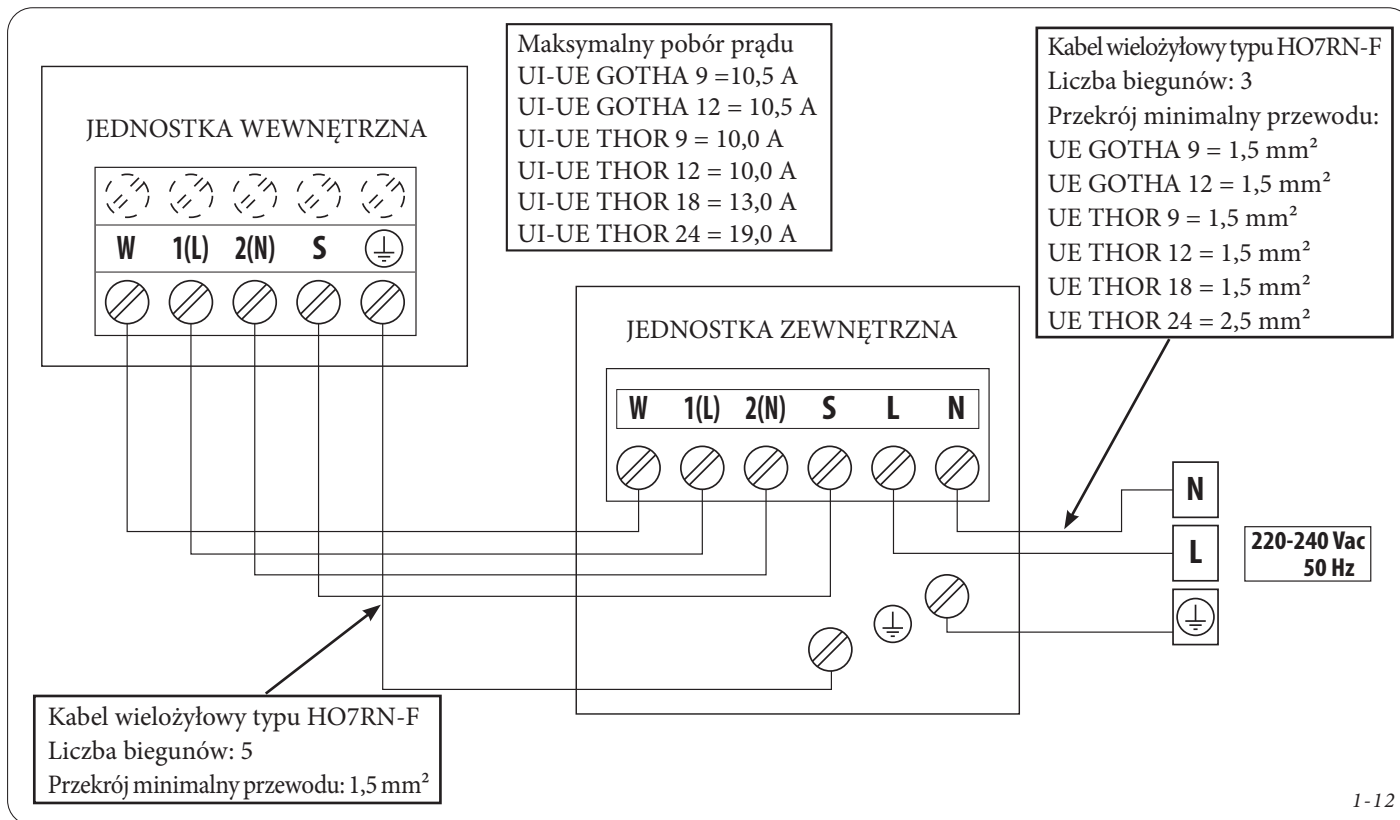 JEDNOSTKA WEWNĘTRZNA
W 1(L) 2(N) S
Maksymalny pobór prądu
UI-UE GOTHA 9 =10,5 A
UI-UE GOTHA 12 = 10,5 A
UI-UE THOR 9 = 10,0 A
UI-UE THOR 12 = 10,0 A
UI-UE THOR 18 = 13,0 A
UI-UE THOR 24 = 19,0 A
Kabel wielożyłowy typu HO7RN-F
Liczba biegunów: 3
Przekrój minimalny przewodu:
UE GOTHA 9 = 1,5 mm²
UE GOTHA 12 = 1,5 mm²
UE THOR 9 = 1,5 mm²
UE THOR 12 = 1,5 mm²
UE THOR 18 = 1,5 mm²
UE THOR 24 = 2,5 mm²
JEDNOSTKA ZEWNĘTRZNA
W 1(L) 2(N) S L N
N
L
220-240 Vac
50 Hz
Kabel wielożyłowy typu HO7RN-F
Liczba biegunów: 5
Przekrój minimalny przewodu: 1,5 mm²
1-12